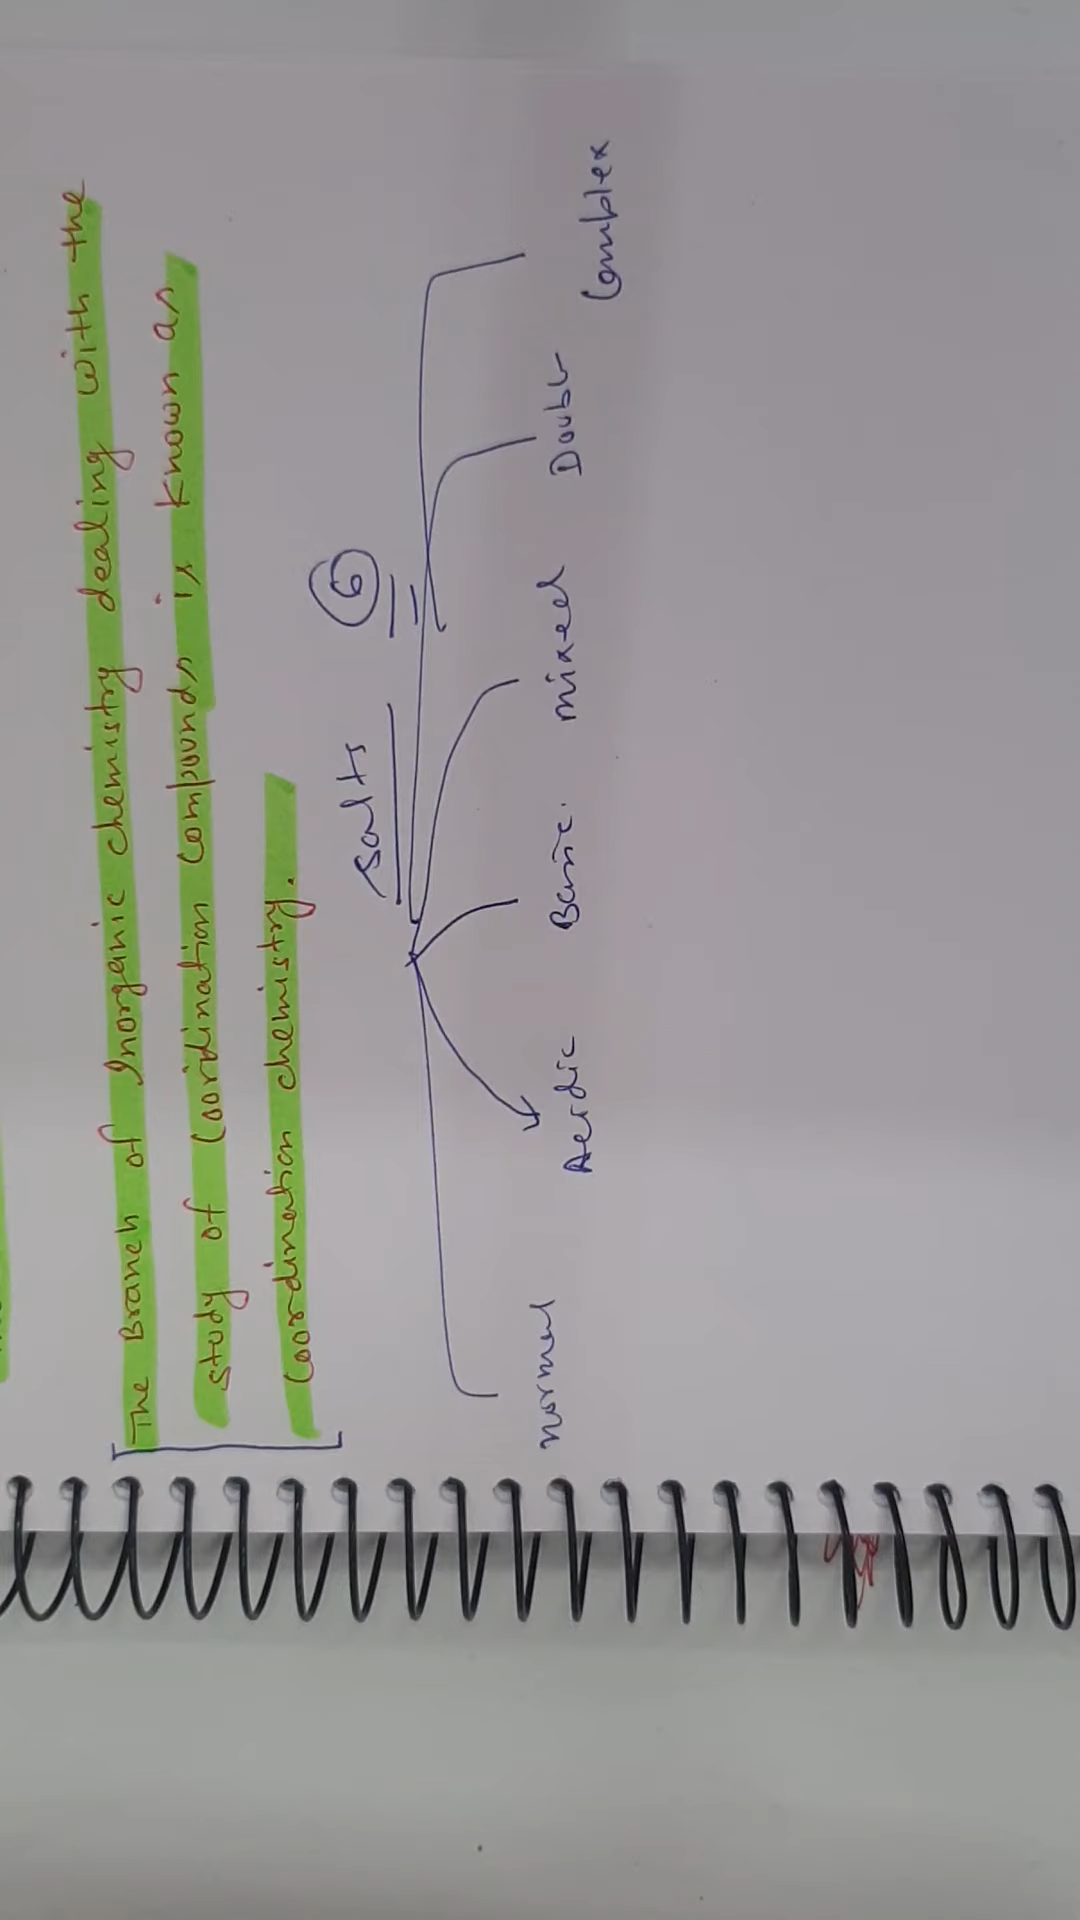 The Branch of Inorganic chemistry dealing with the
study of Coordination Compounds is known as
Coordination chemistry.
Salts 6
normal Acidic Basic. mixed Double Complex